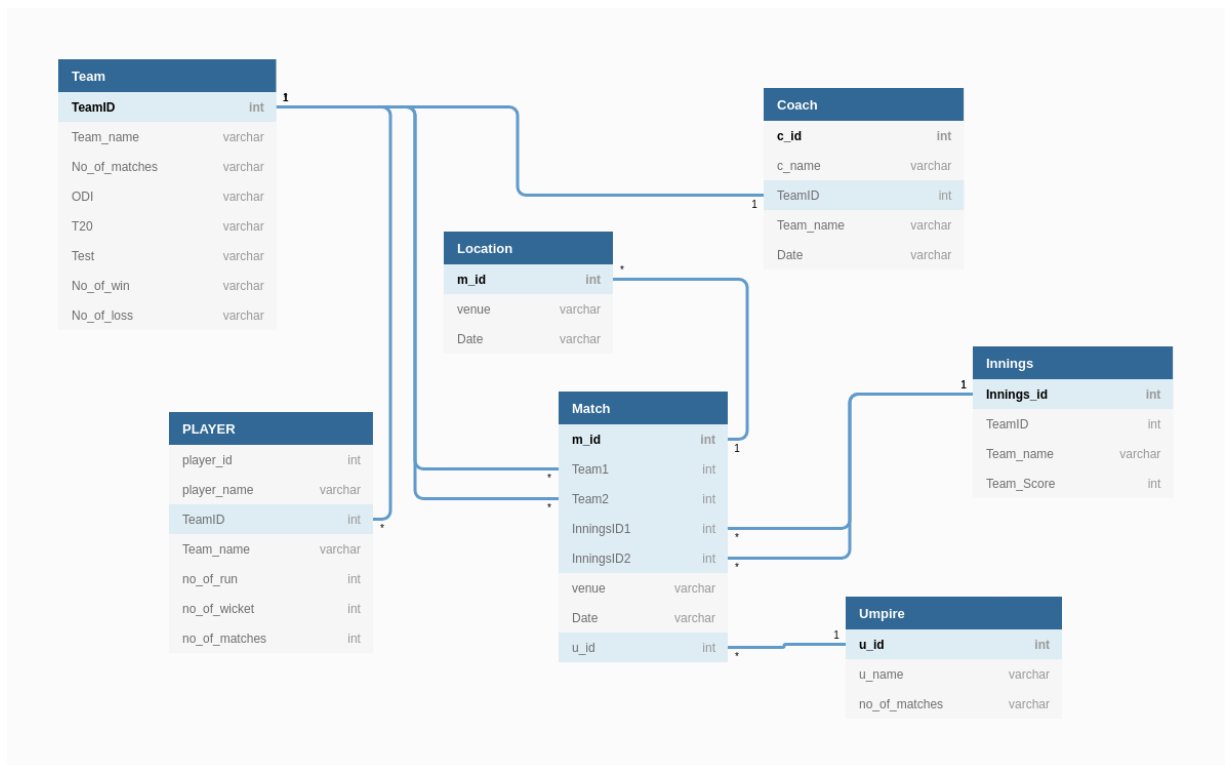 Team
TeamID int
Team_name varchar
No_of_matches varchar
ODI varchar
T20 varchar
Test varchar
No_of_win varchar
No_of_loss varchar
1
Coach
c_id int
c_name varchar
TeamID int
Team_name varchar
Date varchar
1
Location
m_id int
venue varchar
Date varchar
*
Innings
Innings_id int
TeamID int
Team_name varchar
Team_Score int
1
PLAYER
player_id int
player_name varchar
TeamID int
Team_name varchar
no_of_run int
no_of_wicket int
no_of_matches int
*
Match
m_id int
1
Team1 int
*
Team2 int
*
InningsID1 int
*
InningsID2 int
*
venue varchar
Date varchar
u_id int
*
Umpire
1
u_id int
u_name varchar
no_of_matches varchar